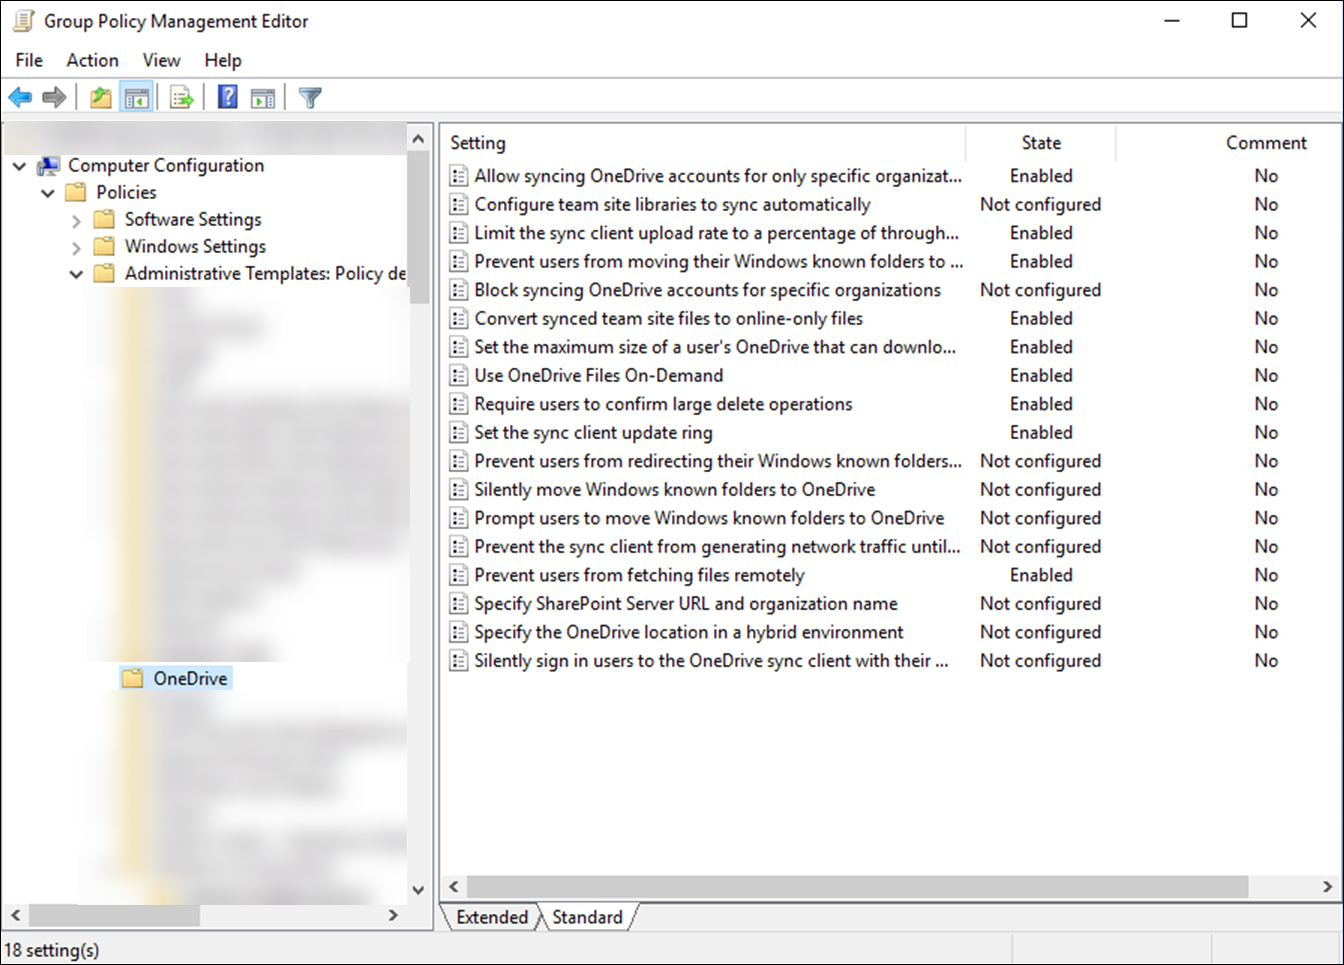 Group Policy Management Editor
File Action View Help
Computer Configuration
Policies
Software Settings
Windows Settings
Administrative Templates: Policy de
OneDrive
Setting State Comment
Allow syncing OneDrive accounts for only specific organizat... Enabled No
Configure team site libraries to sync automatically Not configured No
Limit the sync client upload rate to a percentage of through... Enabled No
Prevent users from moving their Windows known folders to ... Enabled No
Block syncing OneDrive accounts for specific organizations Not configured No
Convert synced team site files to online-only files Enabled No
Set the maximum size of a user's OneDrive that can downlo... Enabled No
Use OneDrive Files On-Demand Enabled No
Require users to confirm large delete operations Enabled No
Set the sync client update ring Enabled No
Prevent users from redirecting their Windows known folders... Not configured No
Silently move Windows known folders to OneDrive Not configured No
Prompt users to move Windows known folders to OneDrive Not configured No
Prevent the sync client from generating network traffic until... Not configured No
Prevent users from fetching files remotely Enabled No
Specify SharePoint Server URL and organization name Not configured No
Specify the OneDrive location in a hybrid environment Not configured No
Silently sign in users to the OneDrive sync client with their ... Not configured No
Extended Standard
18 setting(s)